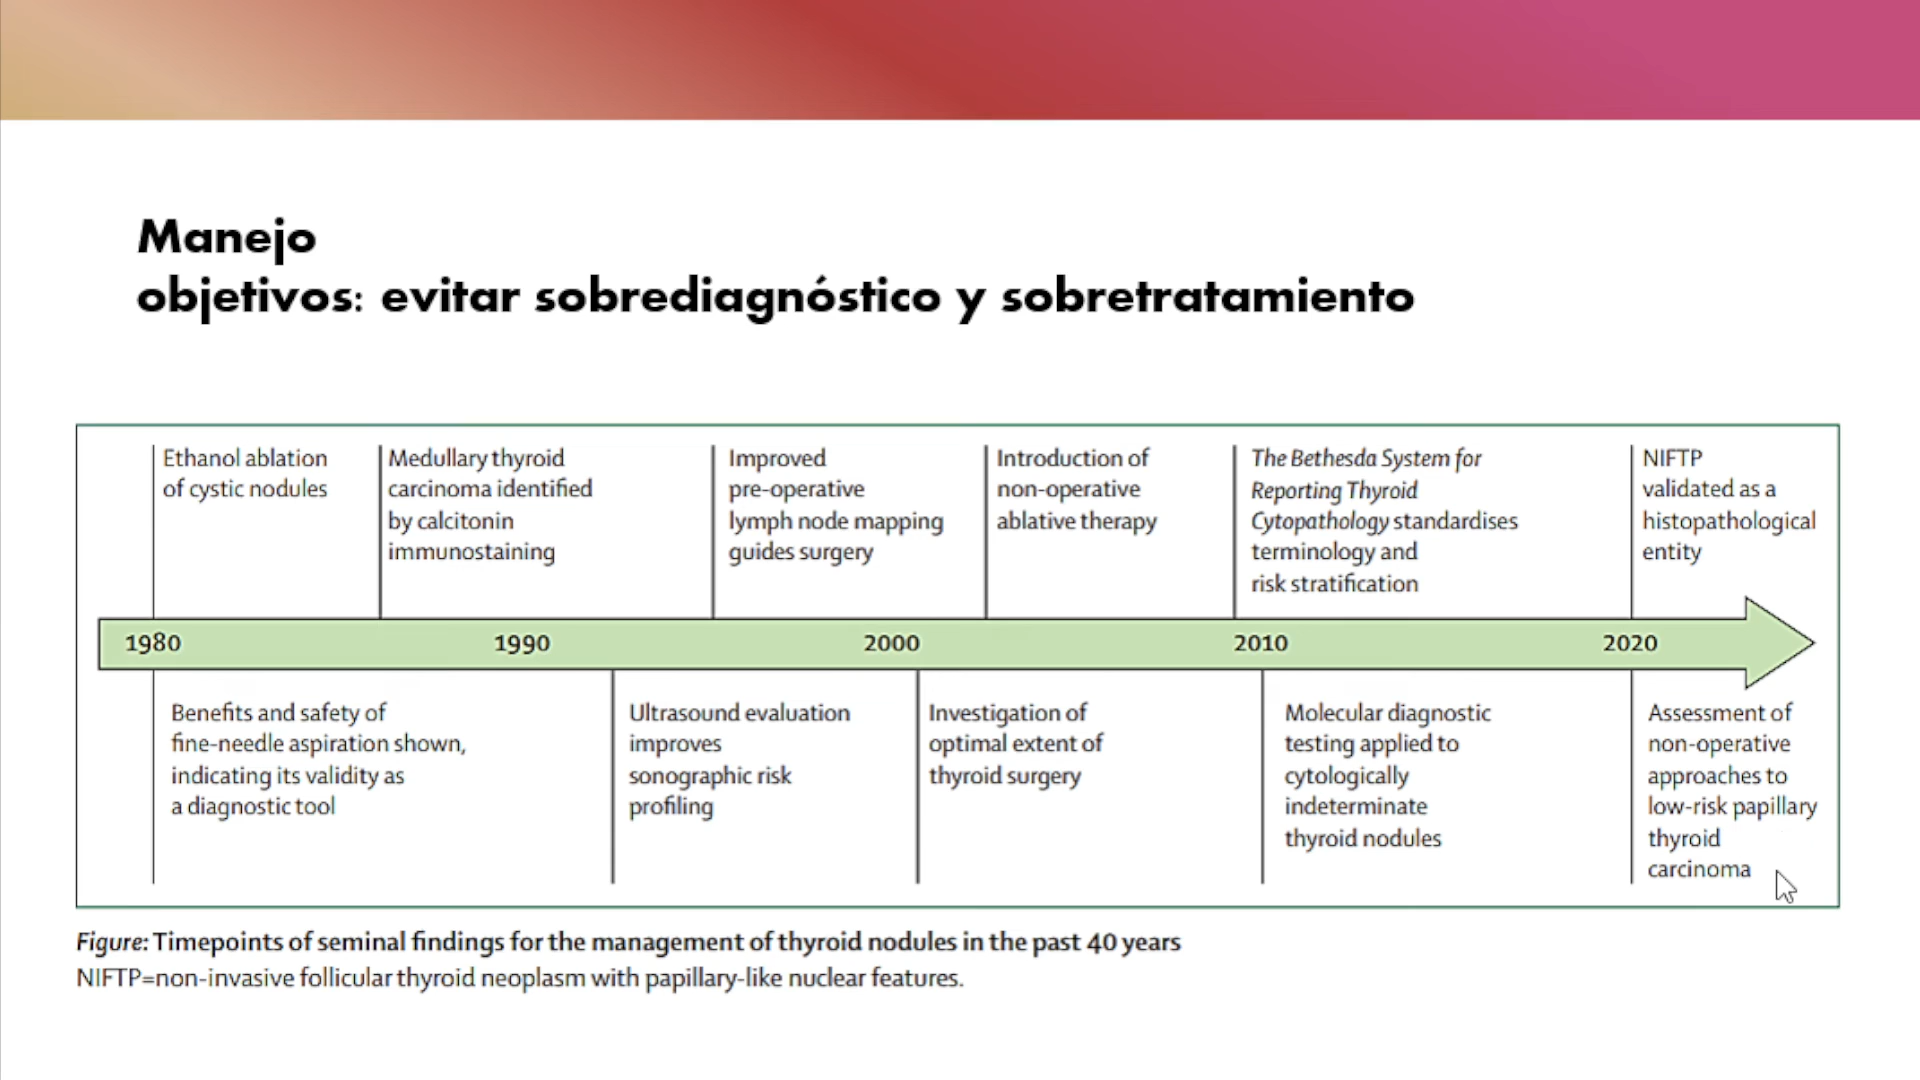 Manejo
objetivos: evitar sobrediagnóstico y sobretratamiento
Ethanol ablation
of cystic nodules
Medullary thyroid
carcinoma identified
by calcitonin
immunostaining
Improved
pre-operative
lymph node mapping
guides surgery
Introduction of
non-operative
ablative therapy
The Bethesda System for
Reporting Thyroid
Cytopathology standardises
terminology and
risk stratification
NIFTP
validated as a
histopathological
entity
1980 1990 2000 2010 2020
Benefits and safety of
fine-needle aspiration shown,
indicating its validity as
a diagnostic tool
Ultrasound evaluation
improves
sonographic risk
profiling
Investigation of
optimal extent of
thyroid surgery
Molecular diagnostic
testing applied to
cytologically
indeterminate
thyroid nodules
Assessment of
non-operative
approaches to
low-risk papillary
thyroid
carcinoma
Figure: Timepoints of seminal findings for the management of thyroid nodules in the past 40 years
NIFTP=non-invasive follicular thyroid neoplasm with papillary-like nuclear features.